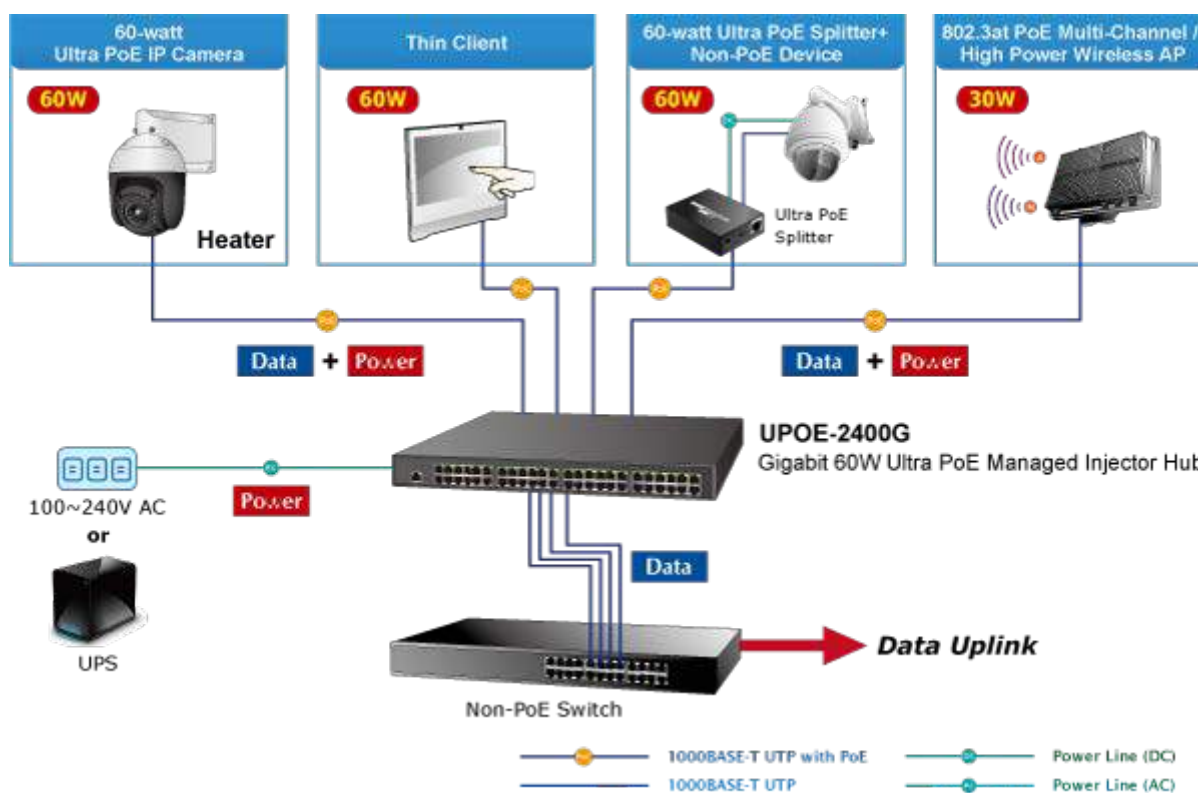 60-watt
Ultra PoE IP Camera
Thin Client
60-watt Ultra PoE Splitter+
Non-PoE Device
802.3at PoE Multi-Channel /
High Power Wireless AP
60W
60W
60W
30W
Heater
Ultra PoE
Splitter
Data + Power
Data + Power
UPOE-2400G
Gigabit 60W Ultra PoE Managed Injector Hub
100~240V AC
Power
or
UPS
Data
Data Uplink
Non-PoE Switch
1000BASE-T UTP with PoE
Power Line (DC)
1000BASE-T UTP
Power Line (AC)